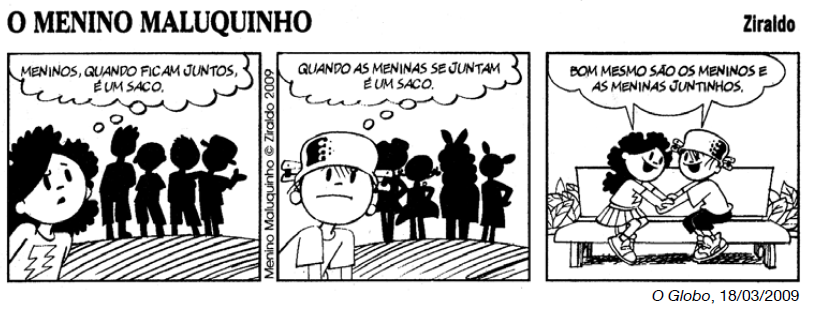 O MENINO MALUQUINHO
Ziraldo
MENINOS, QUANDO FICAM JUNTOS,
É UM SACO.
Menino Maluquinho © Ziraldo 2009
QUANDO AS MENINAS SE JUNTAM
É UM SACO.
BOM MESMO SÃO OS MENINOS E
AS MENINAS JUNTINHOS.
O Globo, 18/03/2009